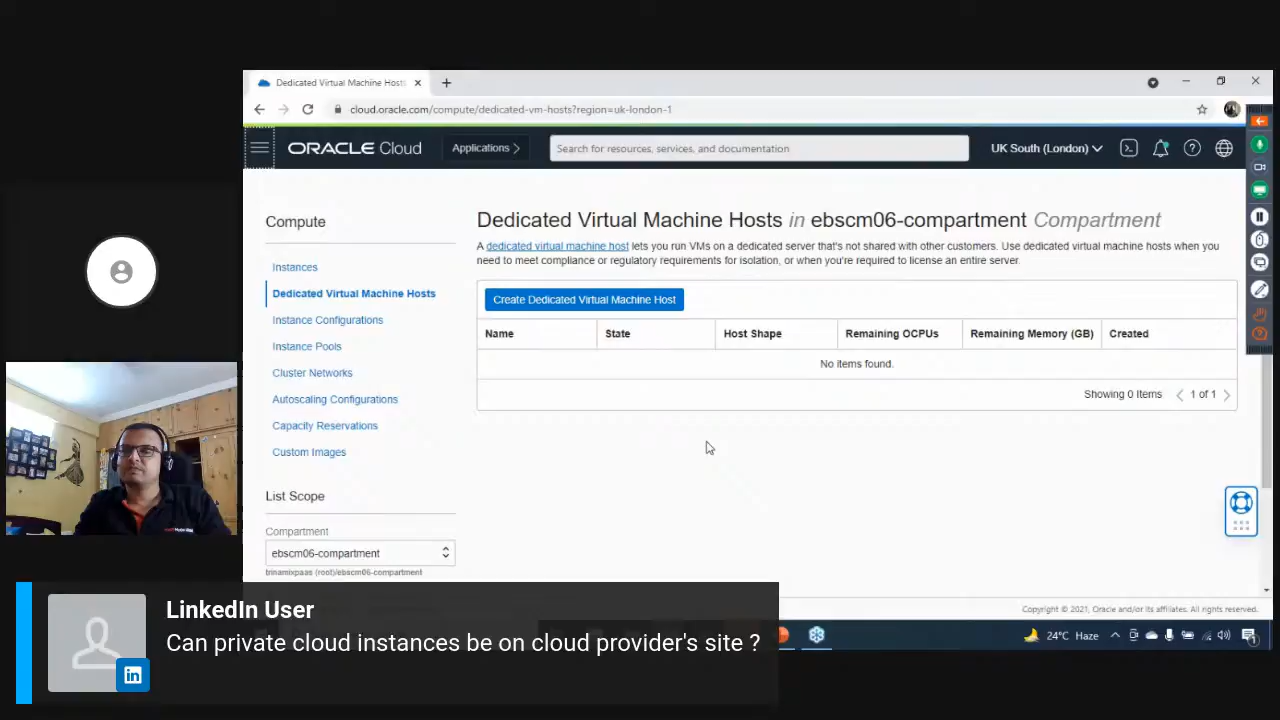 Dedicated Virtual Machine Hosts
cloud.oracle.com/compute/dedicated-vm-hosts?region=uk-london-1
ORACLE Cloud
Applications
Search for resources, services, and documentation
UK South (London)
Compute
Instances
Dedicated Virtual Machine Hosts
Instance Configurations
Instance Pools
Cluster Networks
Autoscaling Configurations
Capacity Reservations
Custom Images
List Scope
Compartment
ebscm06-compartment
trinamixpaas (root)/ebscm06-compartment
Dedicated Virtual Machine Hosts in ebscm06-compartment Compartment
A dedicated virtual machine host lets you run VMs on a dedicated server that's not shared with other customers. Use dedicated virtual machine hosts when you
need to meet compliance or regulatory requirements for isolation, or when you're required to license an entire server.
Create Dedicated Virtual Machine Host
Name State Host Shape Remaining OCPUs Remaining Memory (GB) Created
No items found.
Showing 0 Items 1 of 1
Copyright © 2021, Oracle and/or its affiliates. All rights reserved.
24°C Haze
LinkedIn User
Can private cloud instances be on cloud provider's site ?
in